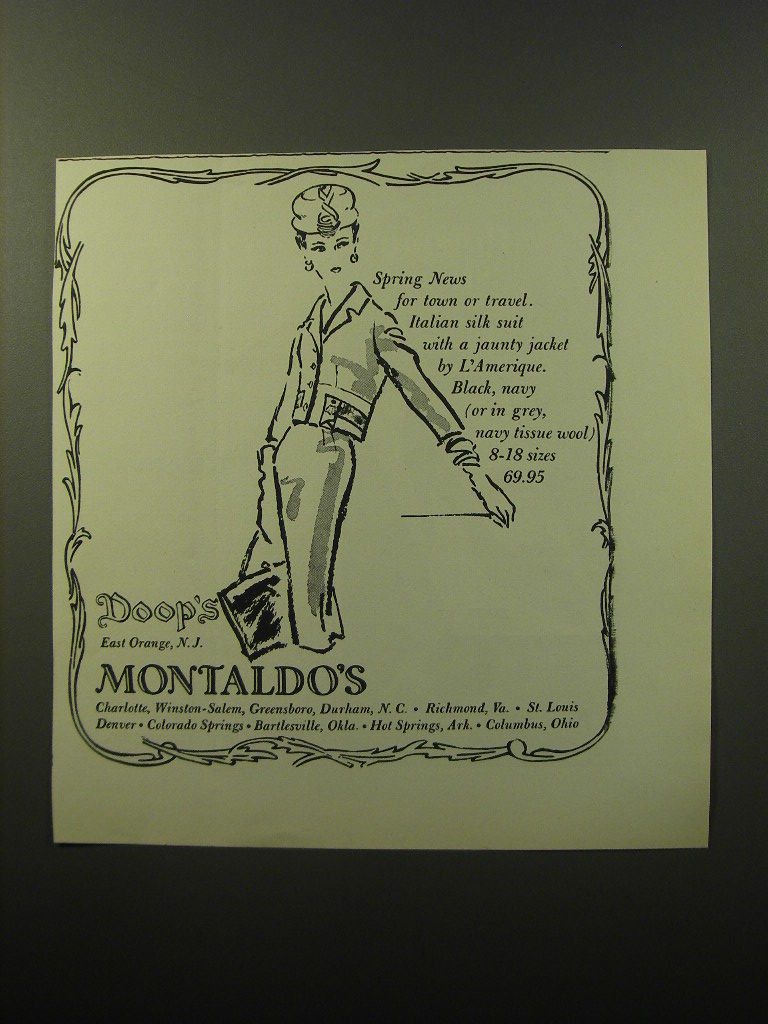 Spring News
for town or travel.
Italian silk suit
with a jaunty jacket
by L'Amerique.
Black, navy
(or in grey,
navy tissue wool)
8-18 sizes
69.95
Doop's
East Orange, N.J.
MONTALDO'S
Charlotte, Winston-Salem, Greensboro, Durham, N. C. • Richmond, Va. • St. Louis
Denver • Colorado Springs • Bartlesville, Okla. • Hot Springs, Ark. • Columbus, Ohio